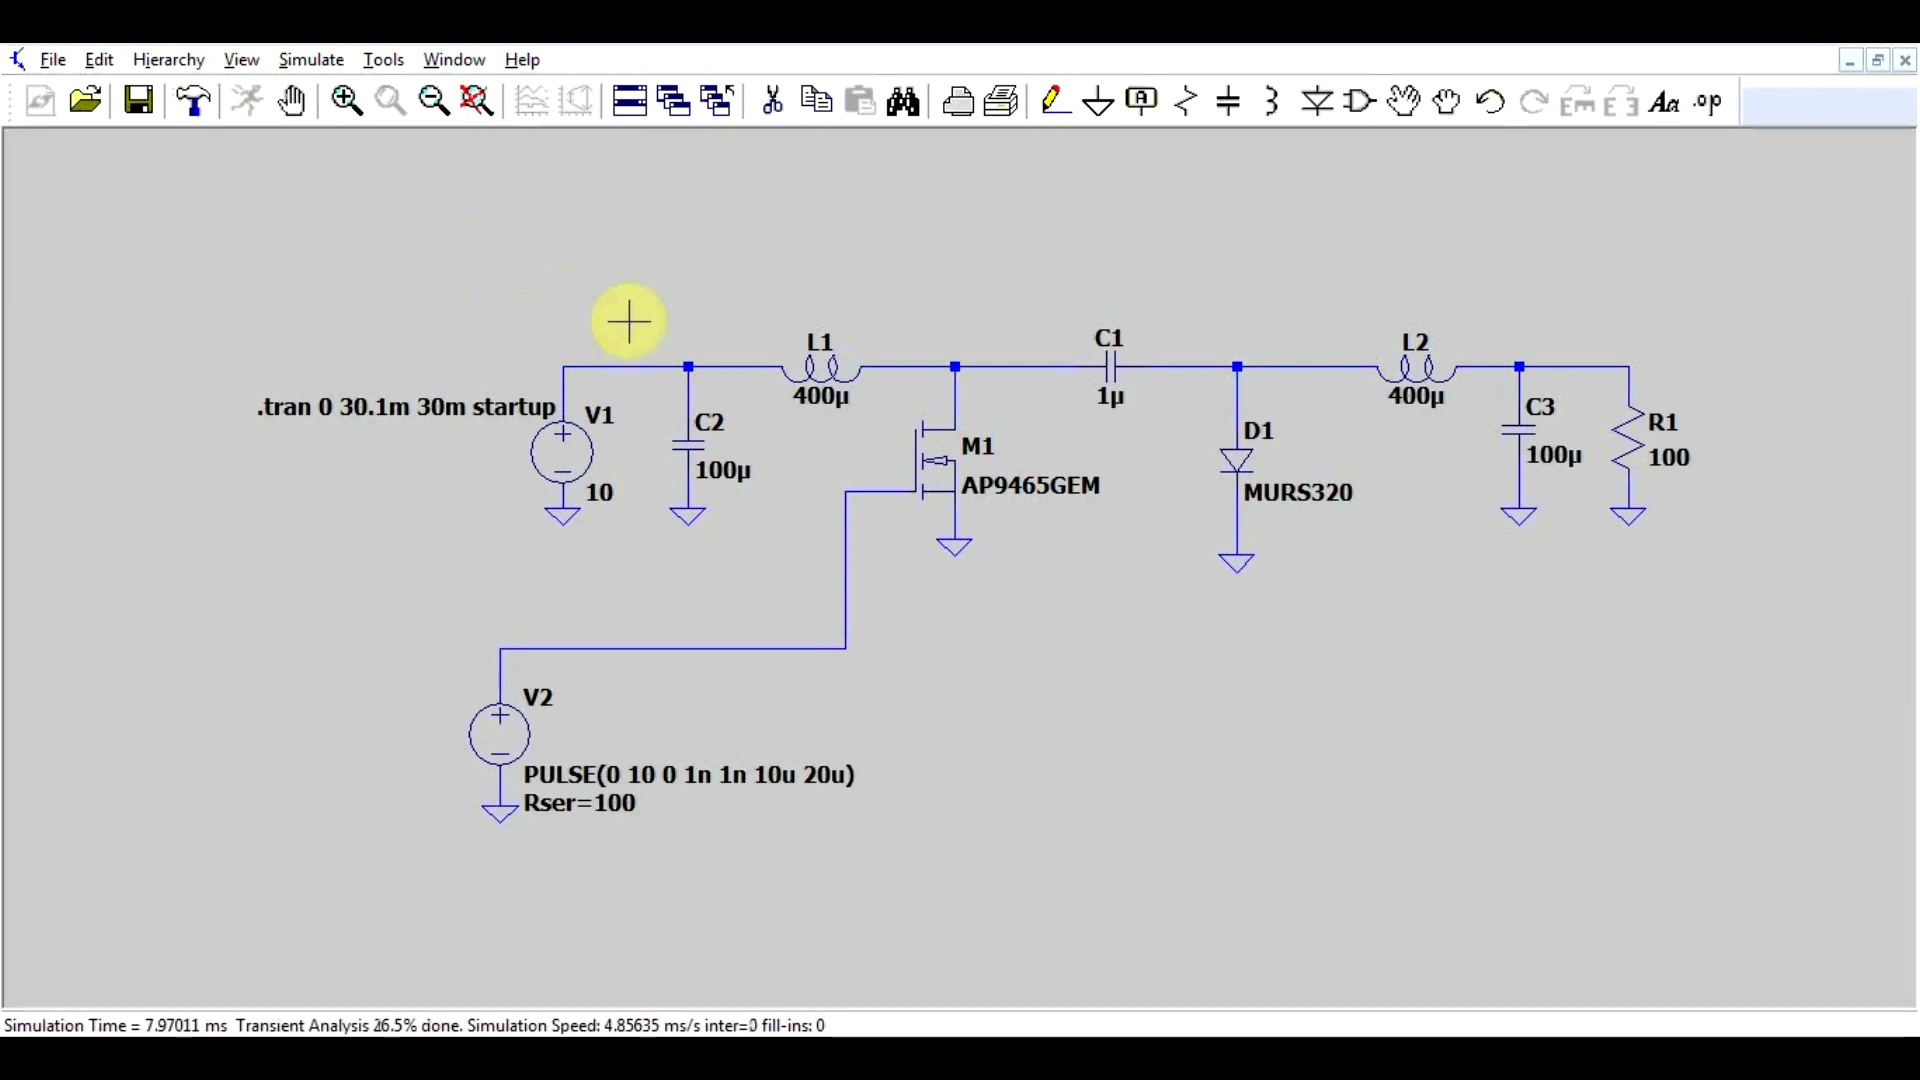 File Edit Hierarchy View Simulate Tools Window Help
A Aa .op
.tran 0 30.1m 30m startup
V1
10
C2
100µ
L1
400µ
M1
AP9465GEM
C1
1µ
D1
MURS320
L2
400µ
C3
100µ
R1
100
V2
PULSE(0 10 0 1n 1n 10u 20u)
Rser=100
Simulation Time = 7.97011 ms Transient Analysis 26.5% done. Simulation Speed: 4.85635 ms/s inter=0 fill-ins: 0